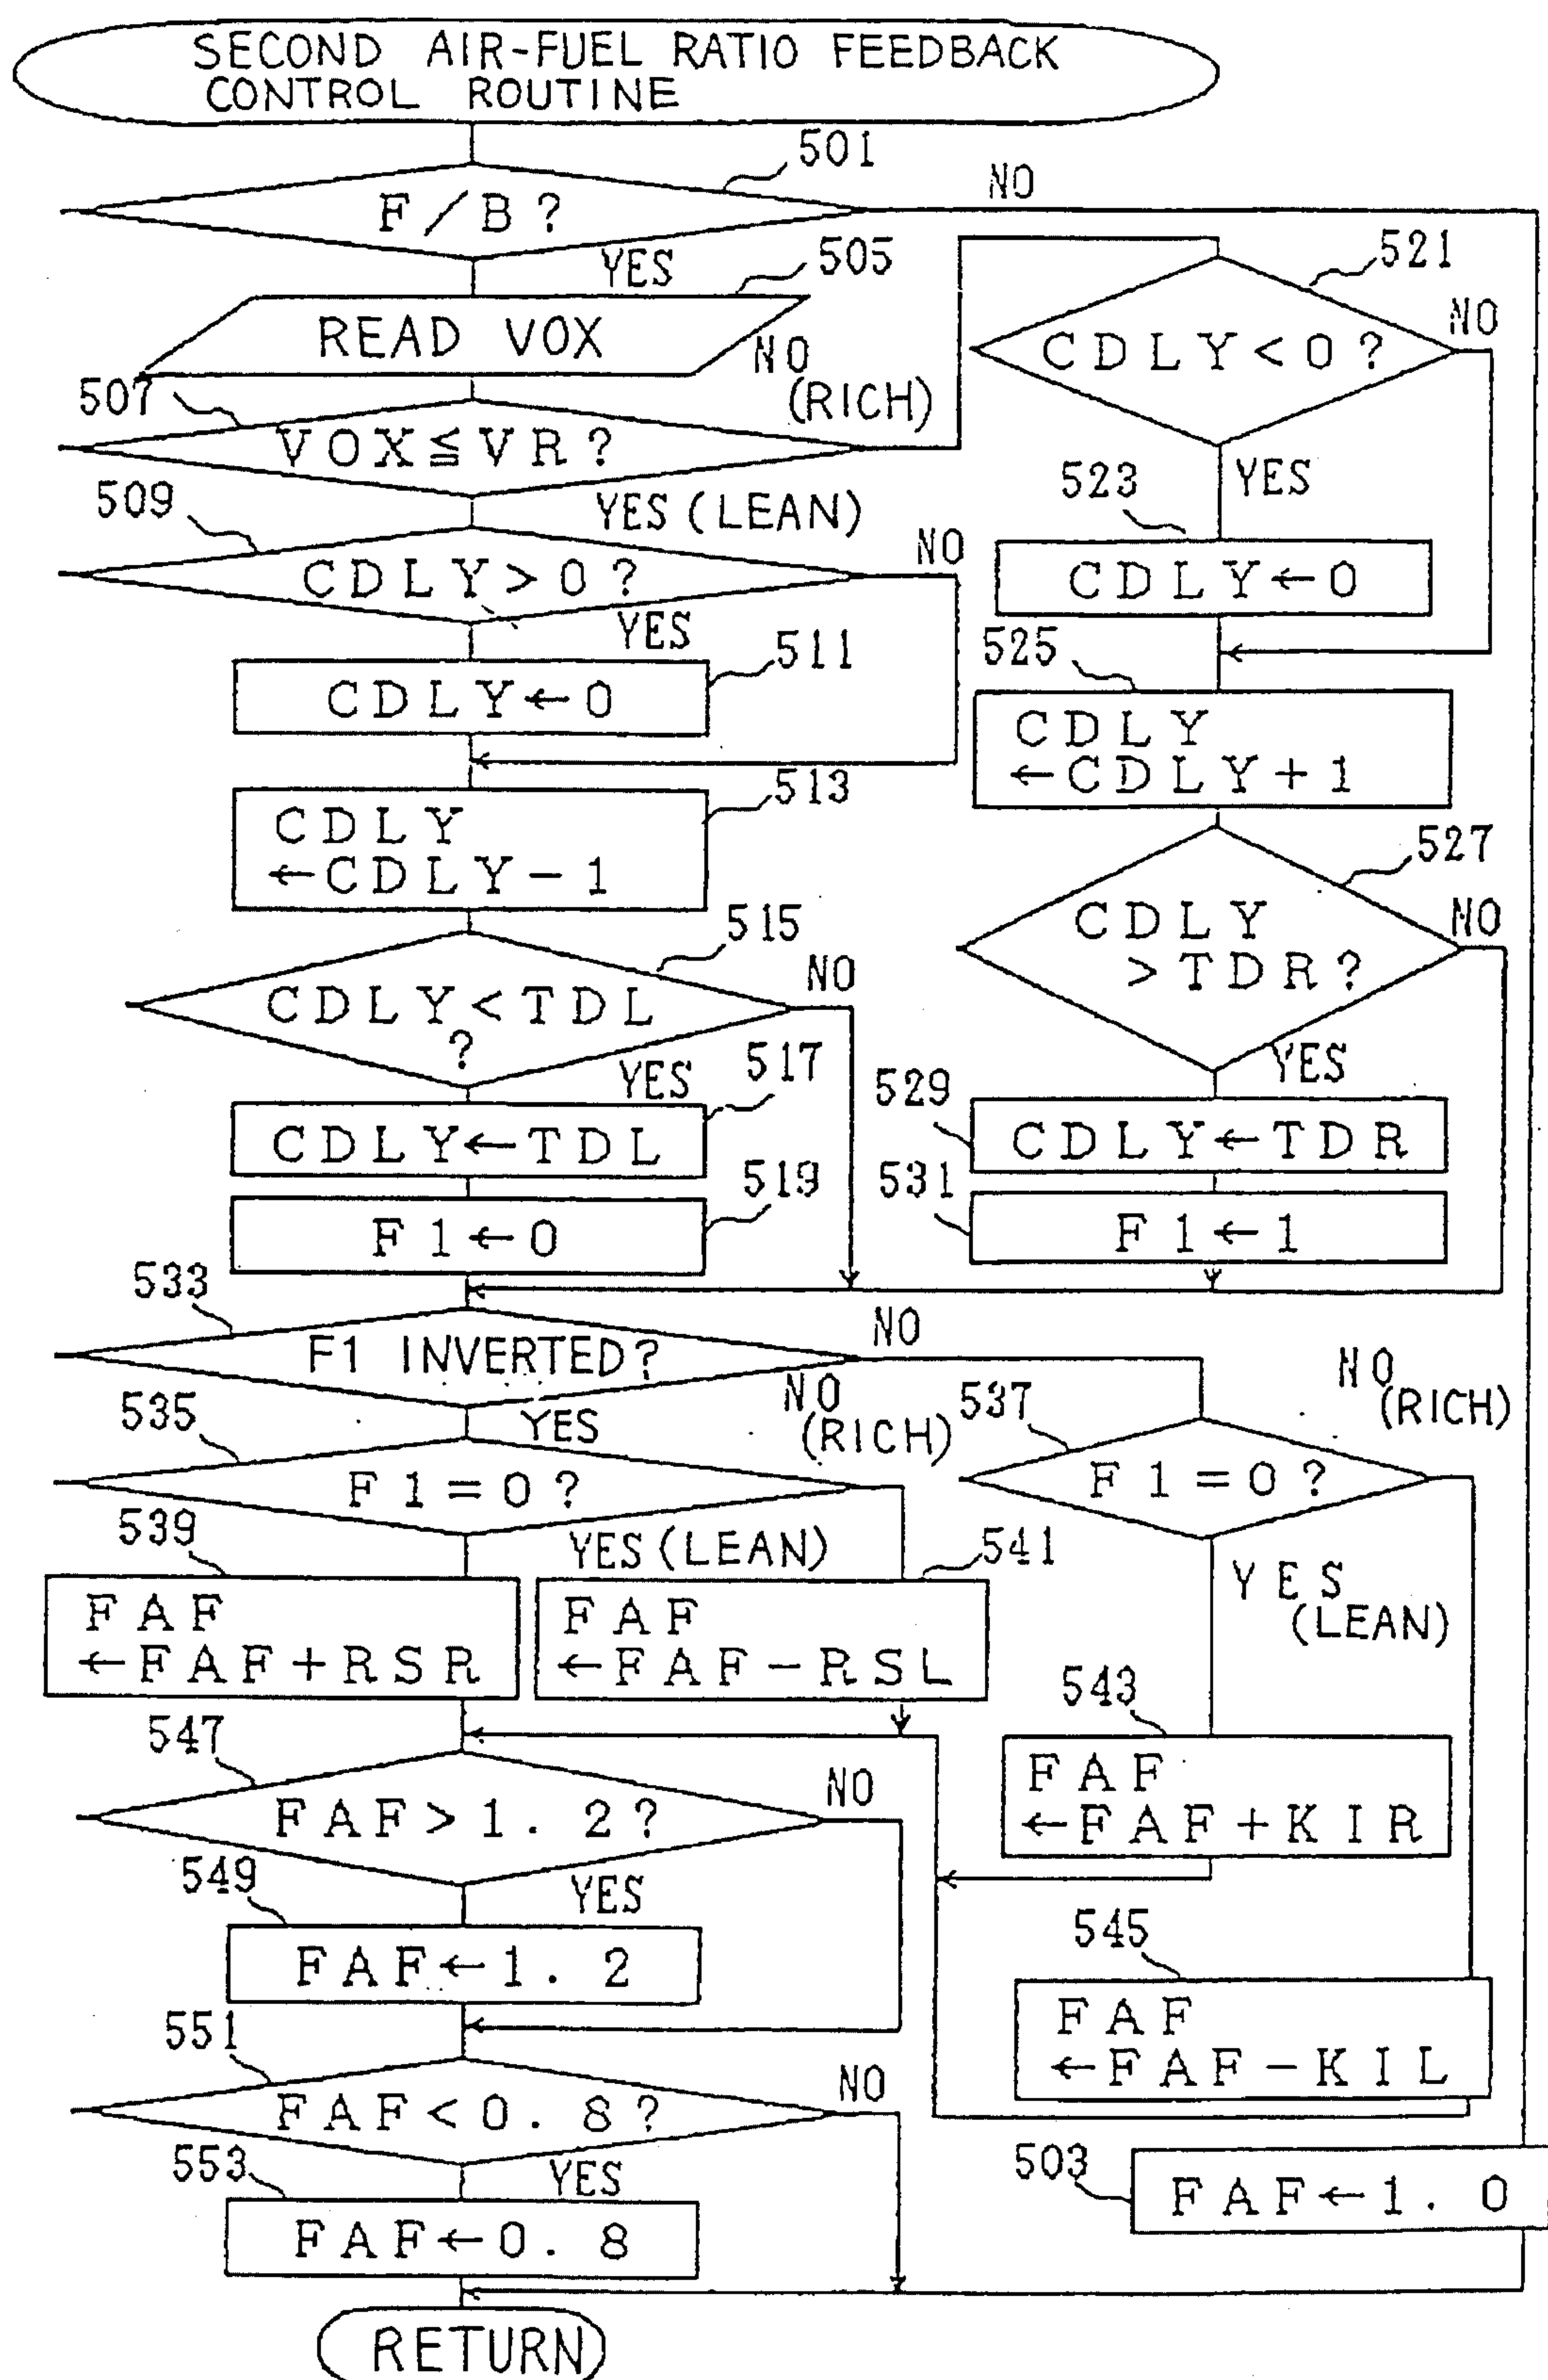 SECOND AIR-FUEL RATIO FEEDBACK
CONTROL ROUTINE
501
F/B?
NO
YES
505
READ VOX
507
VOX≦VR?
NO
(RICH)
YES (LEAN)
509
CDLY>0?
NO
YES
511
CDLY←0
513
CDLY
←CDLY-1
515
CDLY<TDL
?
NO
YES
517
CDLY←TDL
519
F1←0
521
CDLY<0?
NO
YES
523
CDLY←0
525
CDLY
←CDLY+1
527
CDLY
>TDR?
NO
YES
529
CDLY←TDR
531
F1←1
533
F1 INVERTED?
NO
YES
535
F1=0?
NO
(RICH)
YES (LEAN)
537
F1=0?
NO
(RICH)
YES
(LEAN)
539
FAF
←FAF+RSR
541
FAF
←FAF-RSL
543
FAF
←FAF+KIR
545
FAF
←FAF-KIL
547
FAF>1.2?
NO
YES
549
FAF←1.2
551
FAF<0.8?
NO
YES
553
FAF←0.8
503
FAF←1.0
RETURN